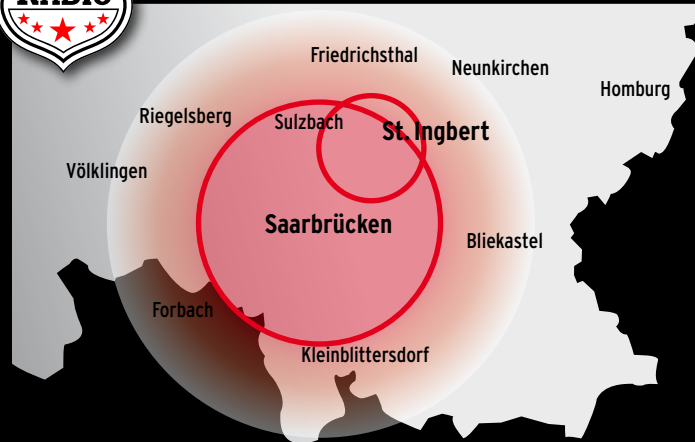 RADIO
Friedrichsthal
Neunkirchen
Homburg
Riegelsberg
Sulzbach
St. Ingbert
Völklingen
Saarbrücken
Bliekastel
Forbach
Kleinblittersdorf